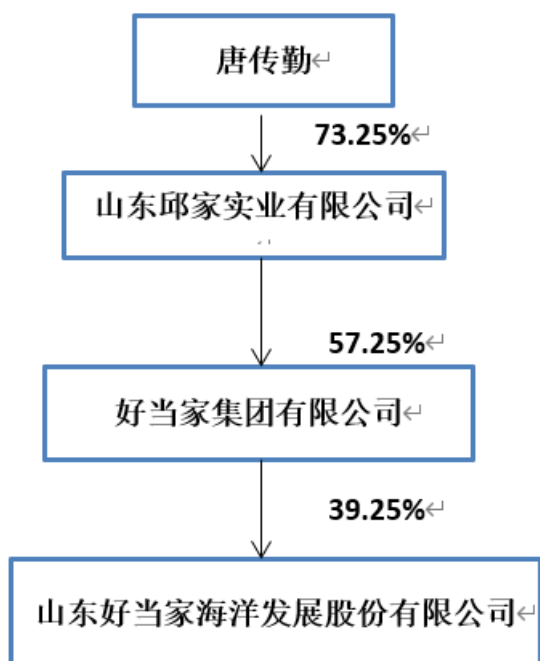 唐传勤
73.25%
山东邱家实业有限公司
57.25%
好当家集团有限公司
39.25%
山东好当家海洋发展股份有限公司